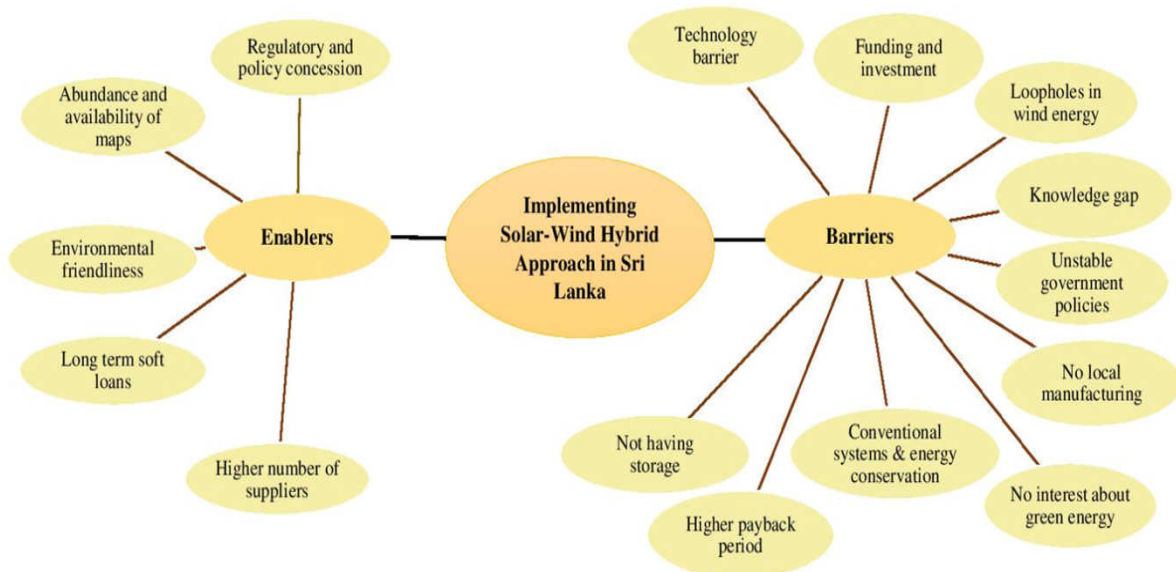 Regulatory and
policy concession
Abundance and
availability of
maps
Enablers
Environmental
friendliness
Long term soft
loans
Higher number of
suppliers
Implementing
Solar-Wind Hybrid
Approach in Sri
Lanka
Technology
barrier
Funding and
investment
Loopholes in
wind energy
Knowledge gap
Barriers
Unstable
government
policies
No local
manufacturing
Not having
storage
Conventional
systems & energy
conservation
No interest about
green energy
Higher payback
period